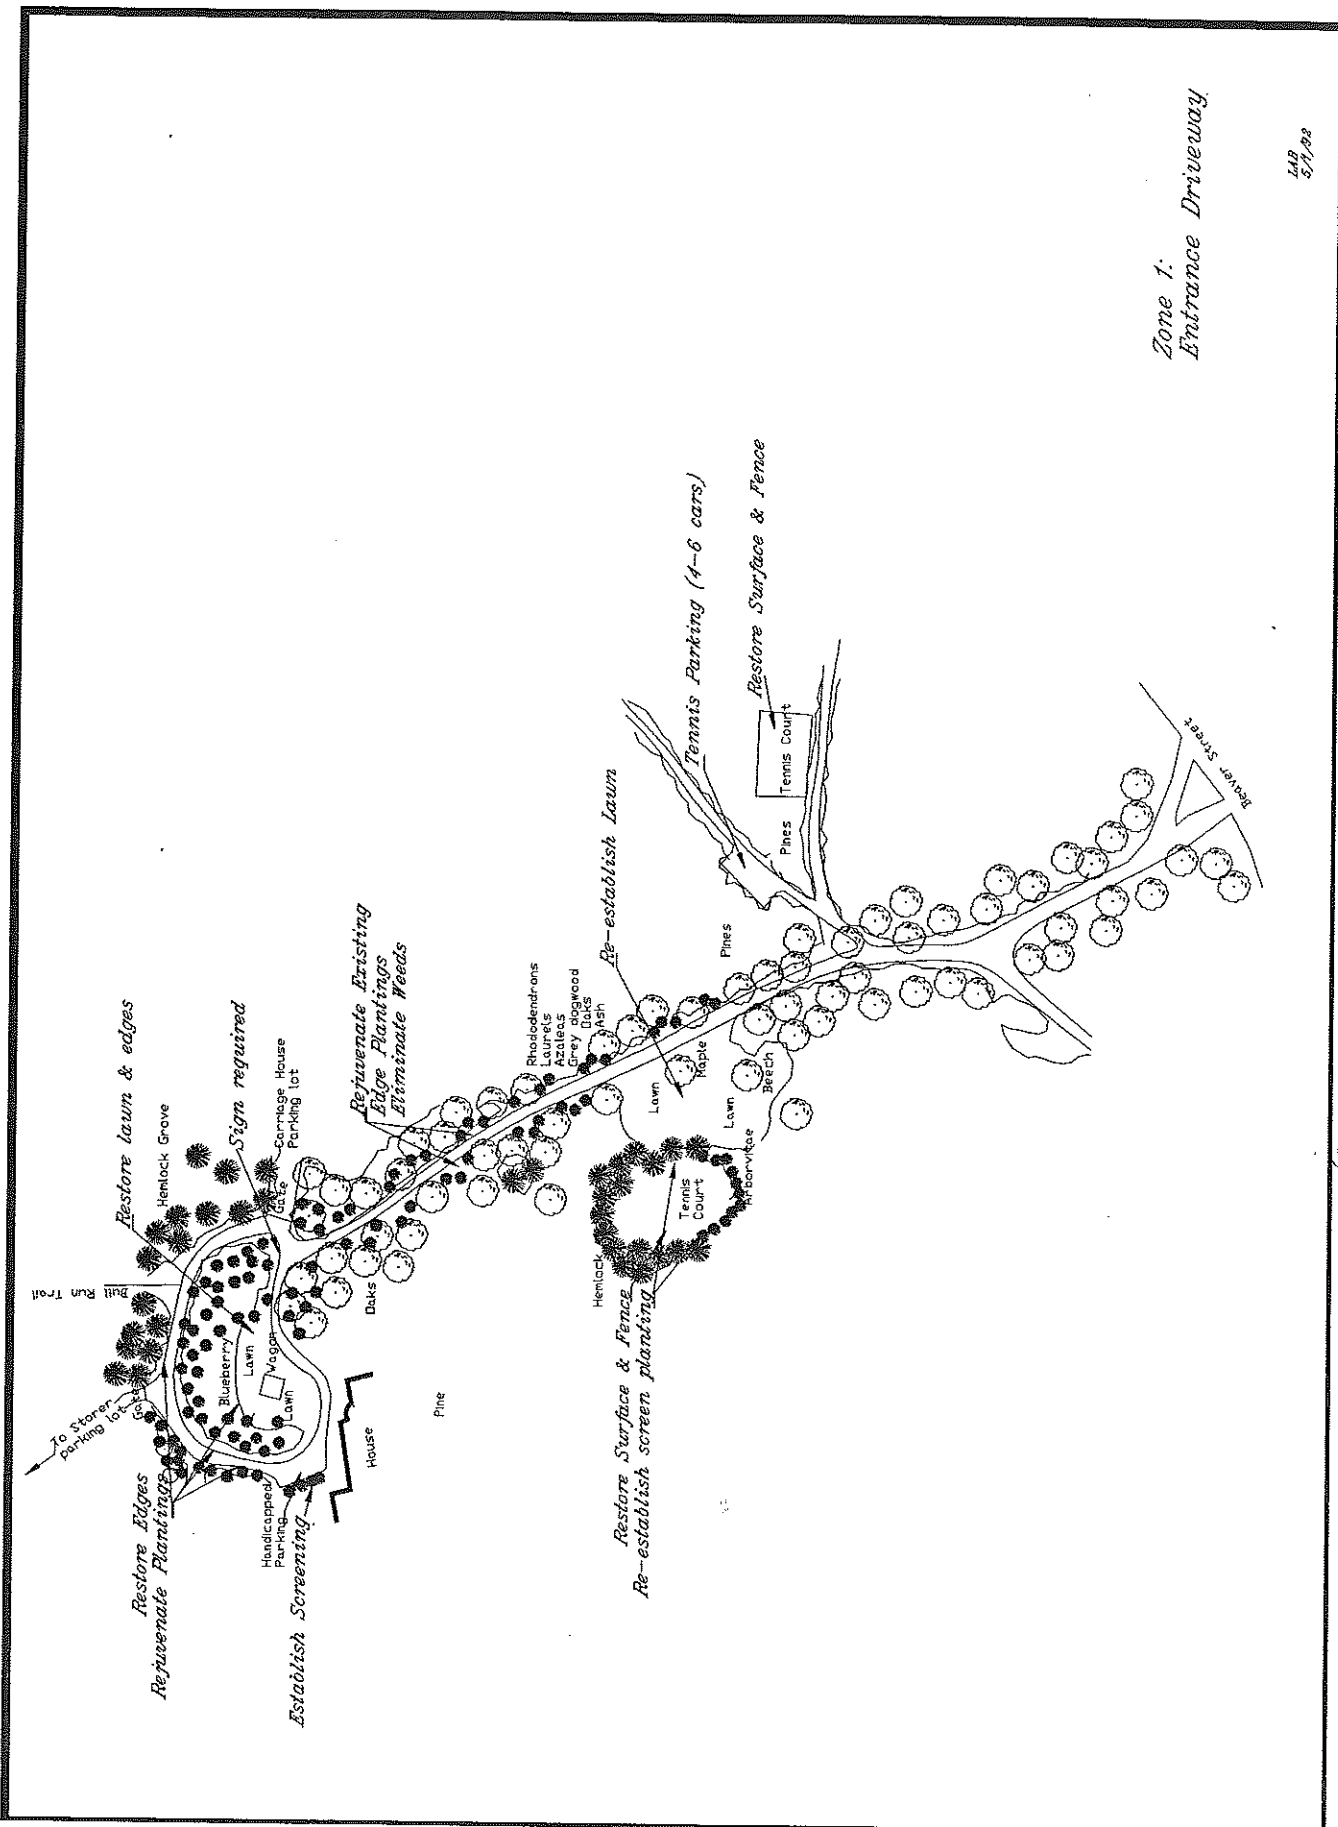 Restore lawn & edges
Hemlock Grove
Sign required
Carriage House
Parking lot
Gate
Bull Run Trail
To Storer
parking lot
Gate
Restore Edges
Rejuvenate Plantings
Blueberry
Lawn
Wagon
Lawn
Handicapped
Parking
Establish Screening
House
Pine
Oaks
Rejuvenate Existing
Edge Plantings
Eliminate Weeds
Rhododendrons
Laurels
Azaleas
Grey dogwood
Oaks
Ash
Re-establish Lawn
Pines
Lawn
Maple
Lawn
Beech
Hemlock
Tennis
Court
Arborvitae
Restore Surface & Fence
Re-establish screen planting
Tennis Parking (4-6 cars)
Restore Surface & Fence
Pines
Tennis Court
Beaver Street
Zone 1:
Entrance Driveway
LAB